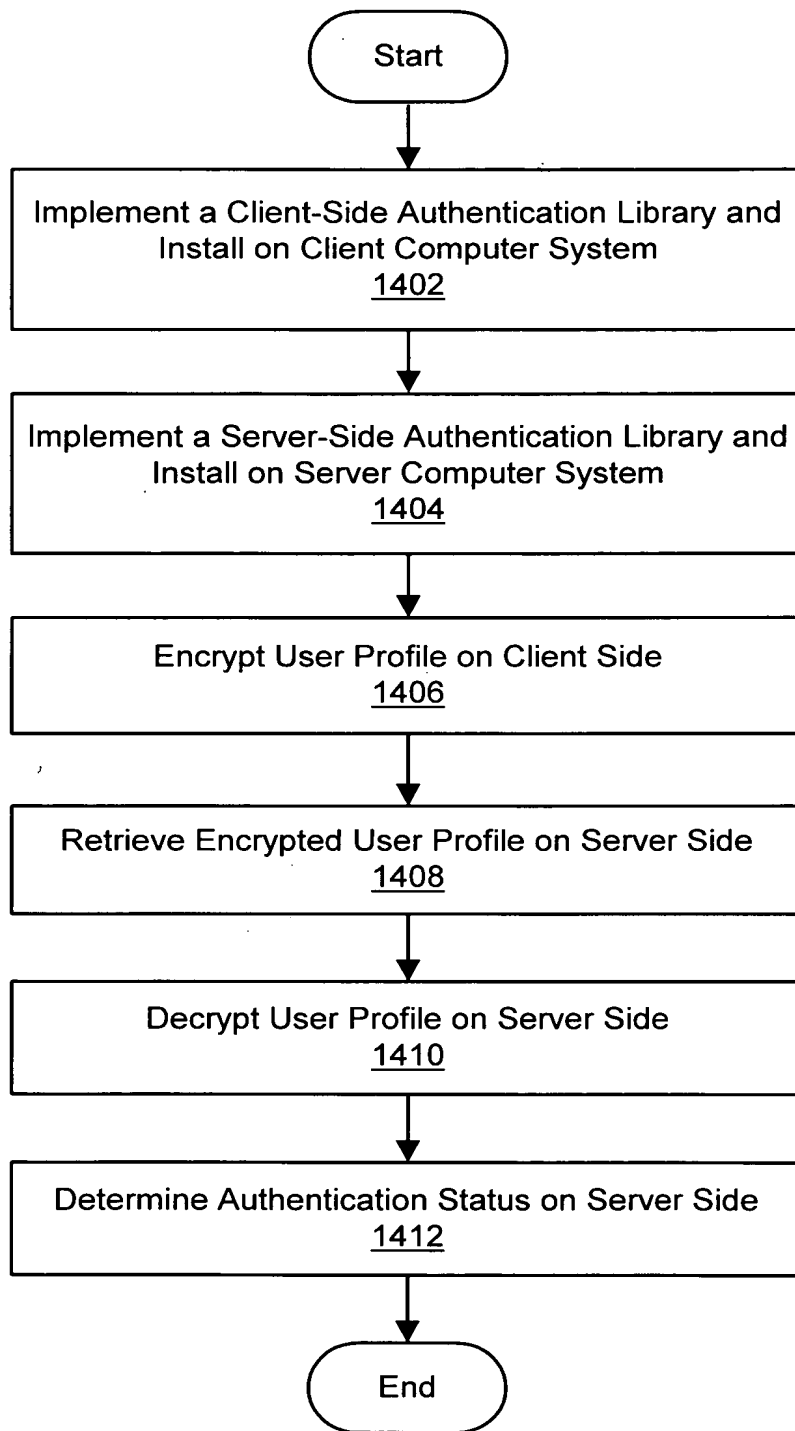 Start
Implement a Client-Side Authentication Library and
Install on Client Computer System
1402
Implement a Server-Side Authentication Library and
Install on Server Computer System
1404
Encrypt User Profile on Client Side
1406
Retrieve Encrypted User Profile on Server Side
1408
Decrypt User Profile on Server Side
1410
Determine Authentication Status on Server Side
1412
End